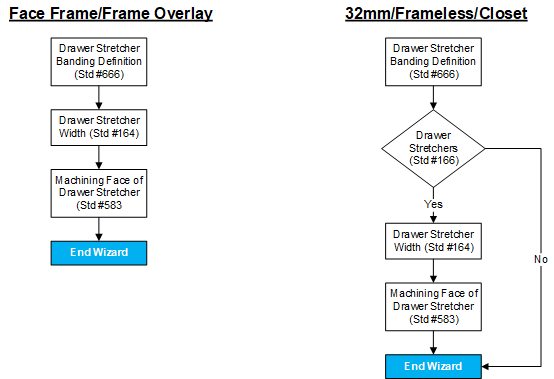 Face Frame/Frame Overlay
Drawer Stretcher
Banding Definition
(Std #666)
Drawer Stretcher
Width (Std #164)
Machining Face of
Drawer Stretcher
(Std #583
End Wizard
32mm/Frameless/Closet
Drawer Stretcher
Banding Definition
(Std #666)
Drawer
Stretchers
(Std #166)
Yes
No
Drawer Stretcher
Width (Std #164)
Machining Face of
Drawer Stretcher
(Std #583)
End Wizard